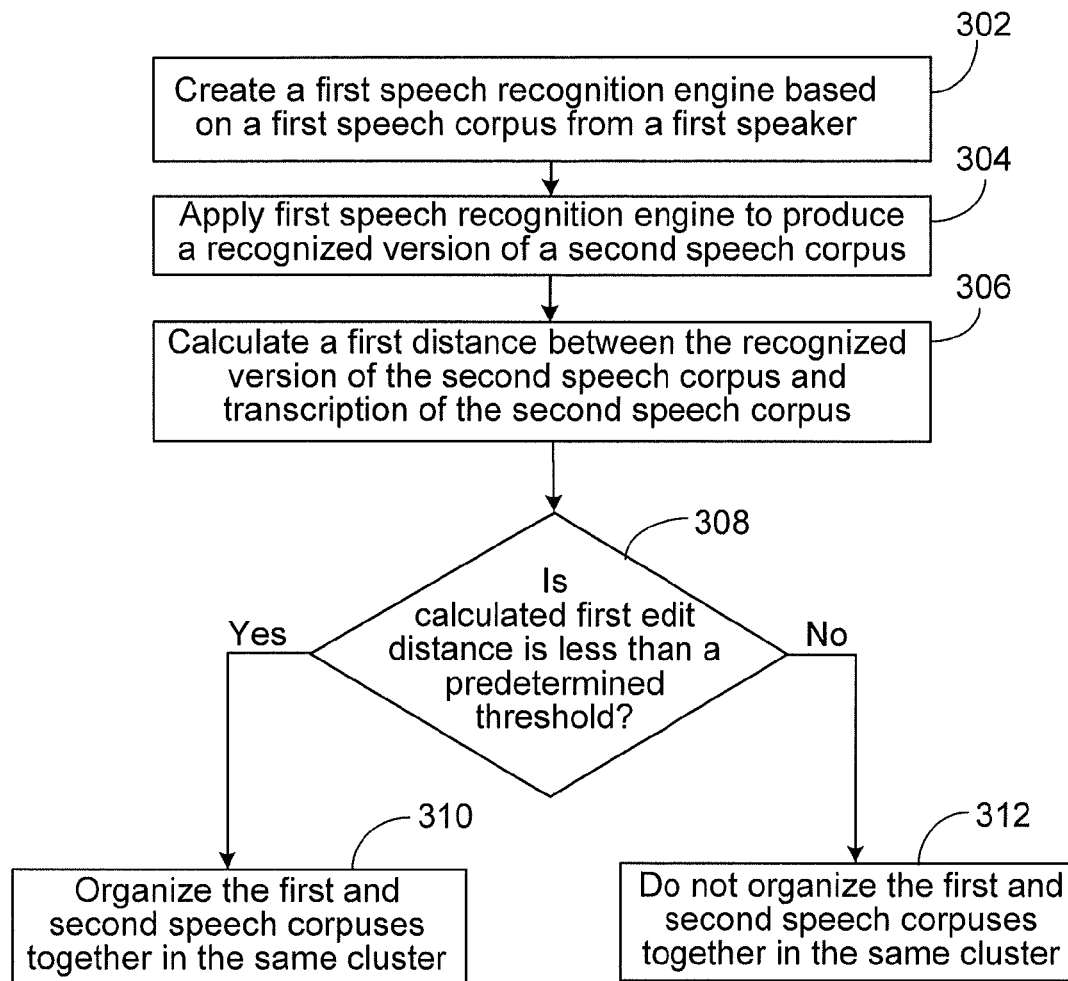 302
Create a first speech recognition engine based
on a first speech corpus from a first speaker
304
Apply first speech recognition engine to produce
a recognized version of a second speech corpus
306
Calculate a first distance between the recognized
version of the second speech corpus and
transcription of the second speech corpus
308
Is
calculated first edit
distance is less than a
predetermined
threshold?
Yes
No
310
Organize the first and
second speech corpuses
together in the same cluster
312
Do not organize the first and
second speech corpuses
together in the same cluster